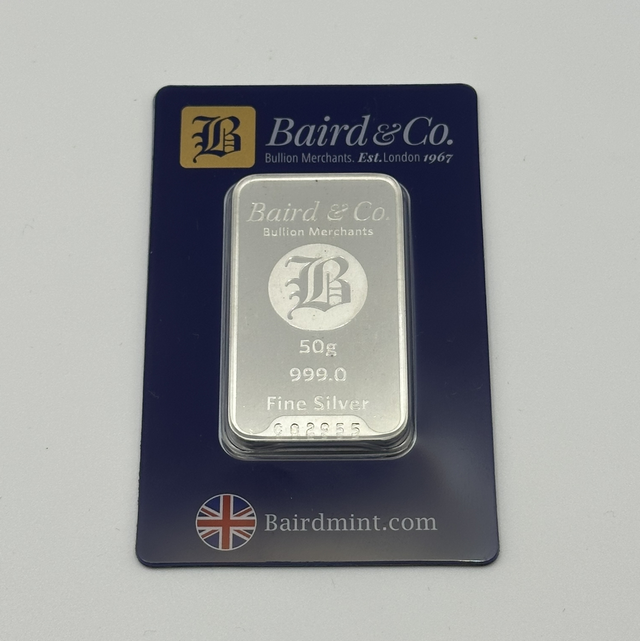 B Baird & Co.
Bullion Merchants. Est. London 1967
Baird & Co.
Bullion Merchants
B
50g
999.0
Fine Silver
Bairdmint.com